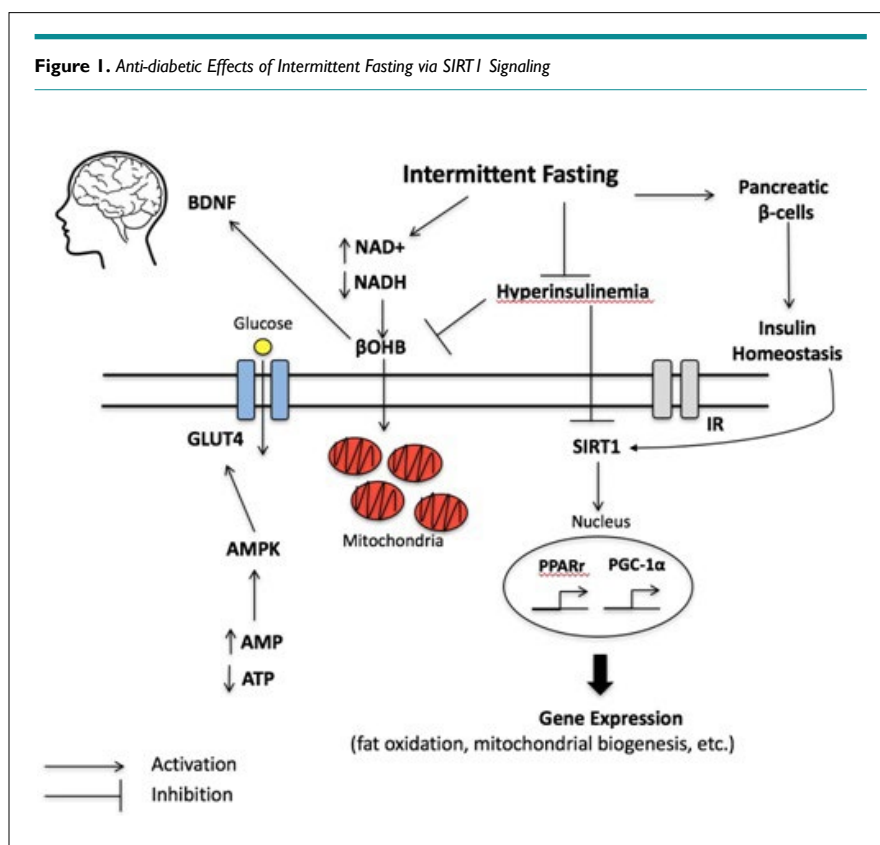 Figure 1. Anti-diabetic Effects of Intermittent Fasting via SIRT1 Signaling
Intermittent Fasting
BDNF
Pancreatic
β-cells
↑ NAD+
↓ NADH
Hyperinsulinemia
Glucose
βOHB
Insulin
Homeostasis
GLUT4
IR
SIRT1
Mitochondria
Nucleus
AMPK
PPARr PGC-1α
↑ AMP
↓ ATP
Gene Expression
(fat oxidation, mitochondrial biogenesis, etc.)
Activation
Inhibition